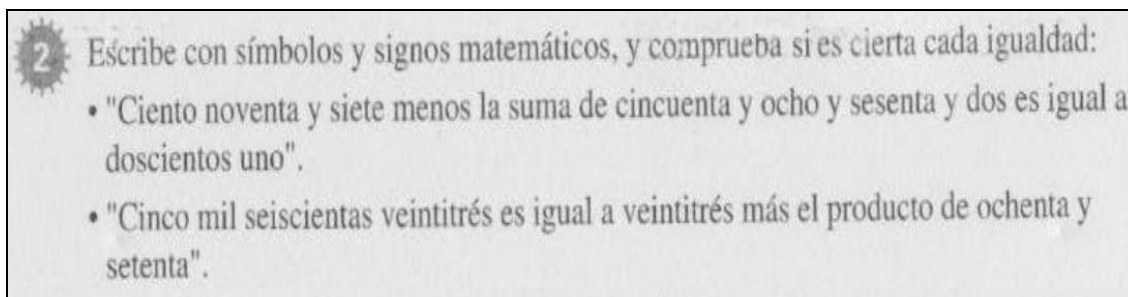 2 Escribe con símbolos y signos matemáticos, y comprueba si es cierta cada igualdad:
• "Ciento noventa y siete menos la suma de cincuenta y ocho y sesenta y dos es igual a
doscientos uno".
• "Cinco mil seiscientas veintitrés es igual a veintitrés más el producto de ochenta y
setenta".